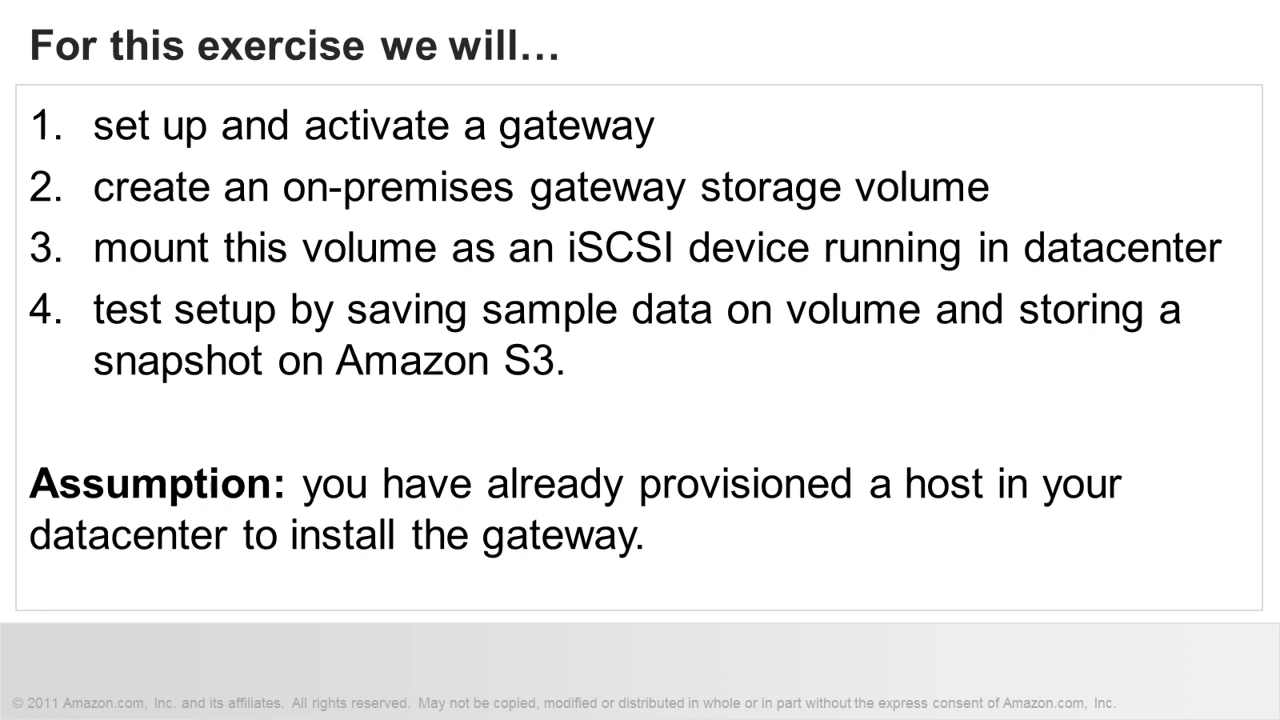 For this exercise we will…
1. set up and activate a gateway
2. create an on-premises gateway storage volume
3. mount this volume as an iSCSI device running in datacenter
4. test setup by saving sample data on volume and storing a
snapshot on Amazon S3.
Assumption: you have already provisioned a host in your
datacenter to install the gateway.
© 2011 Amazon.com, Inc. and its affiliates. All rights reserved. May not be copied, modified or distributed in whole or in part without the express consent of Amazon.com, Inc.